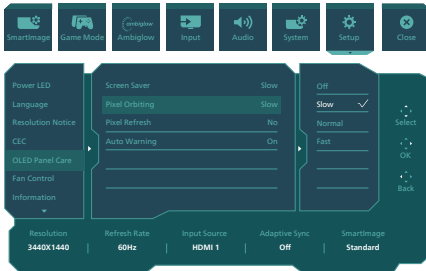 SmartImage Game Mode Ambiglow Input Audio System Setup Close
ambiglow
Power LED
Language
Resolution Notice
CEC
OLED Panel Care
Fan Control
Information
Screen Saver Slow
Pixel Orbiting Slow
Pixel Refresh No
Auto Warning On
Off
Slow
Normal
Fast
Select
OK
Back
Resolution Refresh Rate Input Source Adaptive Sync SmartImage
3440X1440 60Hz HDMI 1 Off Standard